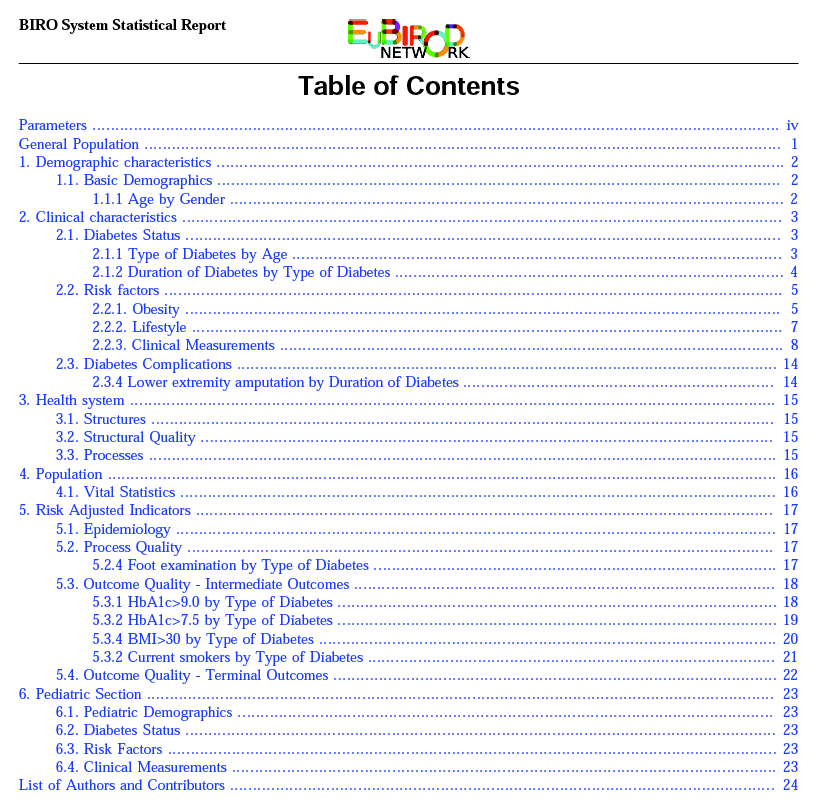 BIRO System Statistical Report
EUBIROD
NETWORK
Table of Contents
Parameters ........ iv
General Population ........ 1
1. Demographic characteristics ........ 2
1.1. Basic Demographics ........ 2
1.1.1 Age by Gender ........ 2
2. Clinical characteristics ........ 3
2.1. Diabetes Status ........ 3
2.1.1 Type of Diabetes by Age ........ 3
2.1.2 Duration of Diabetes by Type of Diabetes ........ 4
2.2. Risk factors ........ 5
2.2.1. Obesity ........ 5
2.2.2. Lifestyle ........ 7
2.2.3. Clinical Measurements ........ 8
2.3. Diabetes Complications ........ 14
2.3.4 Lower extremity amputation by Duration of Diabetes ........ 14
3. Health system ........ 15
3.1. Structures ........ 15
3.2. Structural Quality ........ 15
3.3. Processes ........ 15
4. Population ........ 16
4.1. Vital Statistics ........ 16
5. Risk Adjusted Indicators ........ 17
5.1. Epidemiology ........ 17
5.2. Process Quality ........ 17
5.2.4 Foot examination by Type of Diabetes ........ 17
5.3. Outcome Quality - Intermediate Outcomes ........ 18
5.3.1 HbA1c>9.0 by Type of Diabetes ........ 18
5.3.2 HbA1c>7.5 by Type of Diabetes ........ 19
5.3.4 BMI>30 by Type of Diabetes ........ 20
5.3.2 Current smokers by Type of Diabetes ........ 21
5.4. Outcome Quality - Terminal Outcomes ........ 22
6. Pediatric Section ........ 23
6.1. Pediatric Demographics ........ 23
6.2. Diabetes Status ........ 23
6.3. Risk Factors ........ 23
6.4. Clinical Measurements ........ 23
List of Authors and Contributors ........ 24